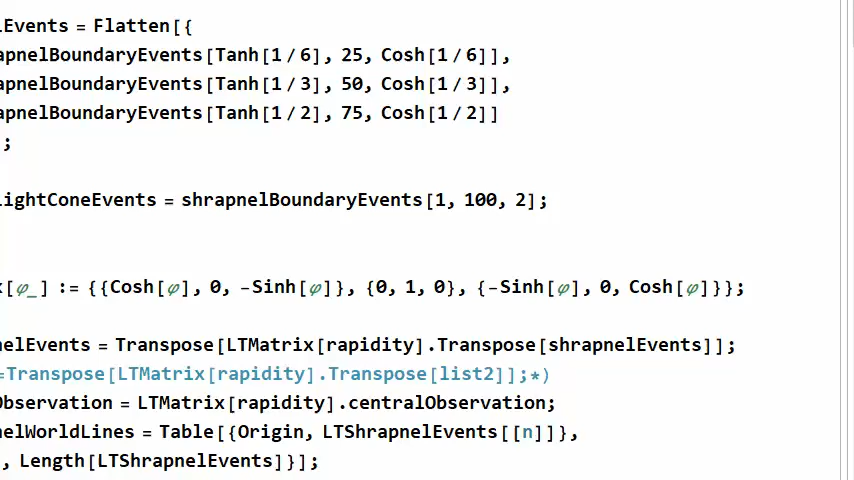 lEvents = Flatten[{
apnelBoundaryEvents[Tanh[1/6], 25, Cosh[1/6]],
apnelBoundaryEvents[Tanh[1/3], 50, Cosh[1/3]],
apnelBoundaryEvents[Tanh[1/2], 75, Cosh[1/2]]
;
LightConeEvents = shrapnelBoundaryEvents[1, 100, 2];
x[φ_] := {{Cosh[φ], 0, -Sinh[φ]}, {0, 1, 0}, {-Sinh[φ], 0, Cosh[φ]}};
nelEvents = Transpose[LTMatrix[rapidity].Transpose[shrapnelEvents]];
=Transpose[LTMatrix[rapidity].Transpose[list2]];*)
Observation = LTMatrix[rapidity].centralObservation;
nelWorldLines = Table[{Origin, LTShrapnelEvents[[n]]},
, Length[LTShrapnelEvents]}];